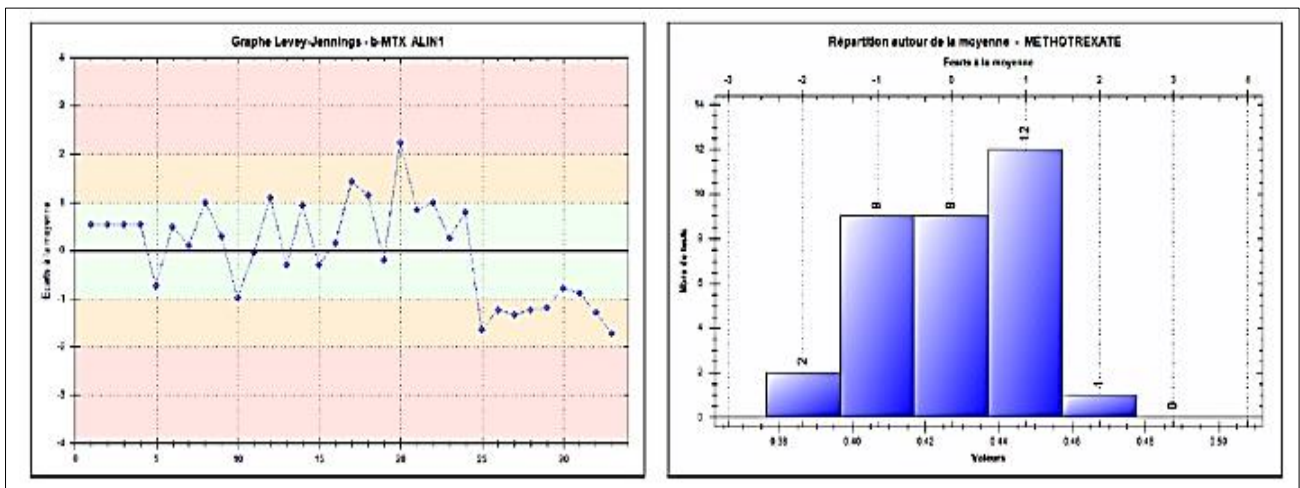 Graphe Levey-Jennings - b-MTX ALIN1
Ecarts à la moyenne
4
3
2
1
0
-1
-2
-3
-4
0 5 10 15 20 25 30
Répartition autour de la moyenne - METHOTREXATE
Ecarts à la moyenne
-3 -2 -1 0 1 2 3
14
12
10
8
6
4
2
0
2
12
1
0
0.38 0.40 0.42 0.44 0.46 0.48 0.50
Valeurs